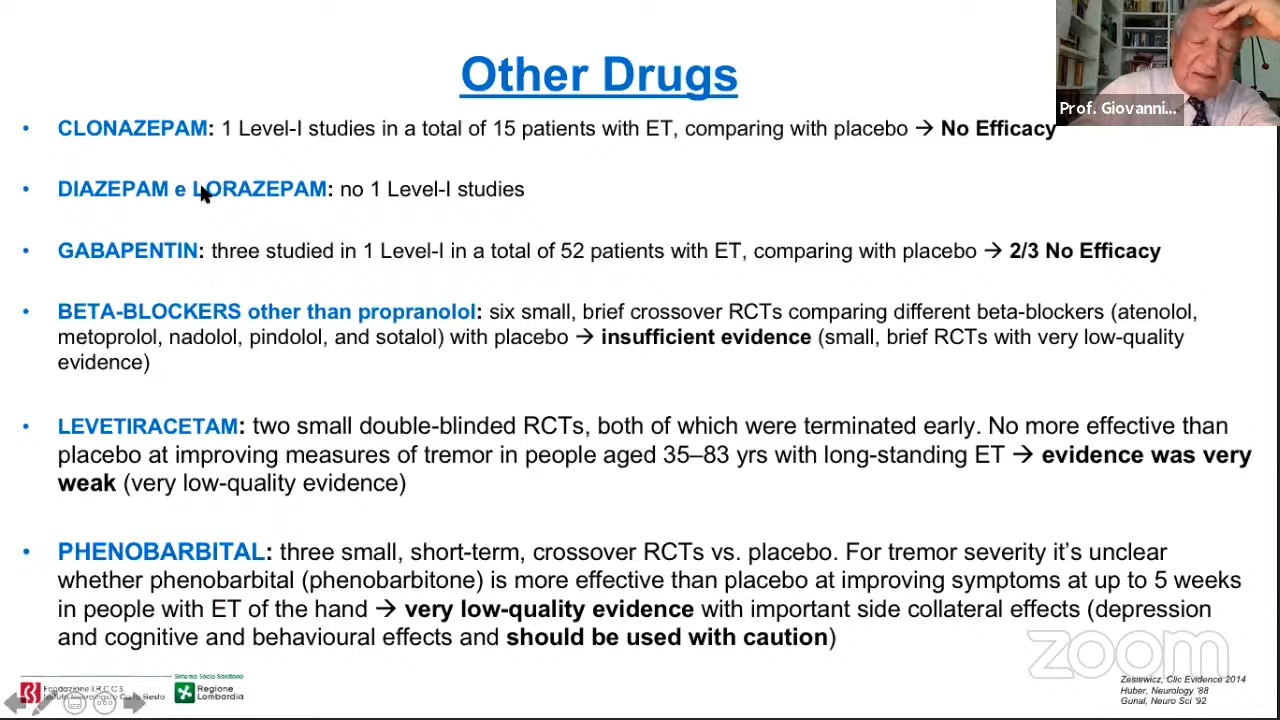 Other Drugs
Prof. Giovanni...
• CLONAZEPAM: 1 Level-I studies in a total of 15 patients with ET, comparing with placebo → No Efficacy
• DIAZEPAM e LORAZEPAM: no 1 Level-I studies
• GABAPENTIN: three studied in 1 Level-I in a total of 52 patients with ET, comparing with placebo → 2/3 No Efficacy
• BETA-BLOCKERS other than propranolol: six small, brief crossover RCTs comparing different beta-blockers (atenolol,
metoprolol, nadolol, pindolol, and sotalol) with placebo → insufficient evidence (small, brief RCTs with very low-quality
evidence)
• LEVETIRACETAM: two small double-blinded RCTs, both of which were terminated early. No more effective than
placebo at improving measures of tremor in people aged 35–83 yrs with long-standing ET → evidence was very
weak (very low-quality evidence)
• PHENOBARBITAL: three small, short-term, crossover RCTs vs. placebo. For tremor severity it's unclear
whether phenobarbital (phenobarbitone) is more effective than placebo at improving symptoms at up to 5 weeks
in people with ET of the hand → very low-quality evidence with important side collateral effects (depression
and cognitive and behavioural effects and should be used with caution)
zoom
Sistema Socio Sanitario
Fondazione I.R.C.C.S.
Istituto Neurologico Carlo Besta
Regione
Lombardia
Zesiewicz, Clic Evidence 2014
Huber, Neurology '88
Gunal, Neuro Sci '92